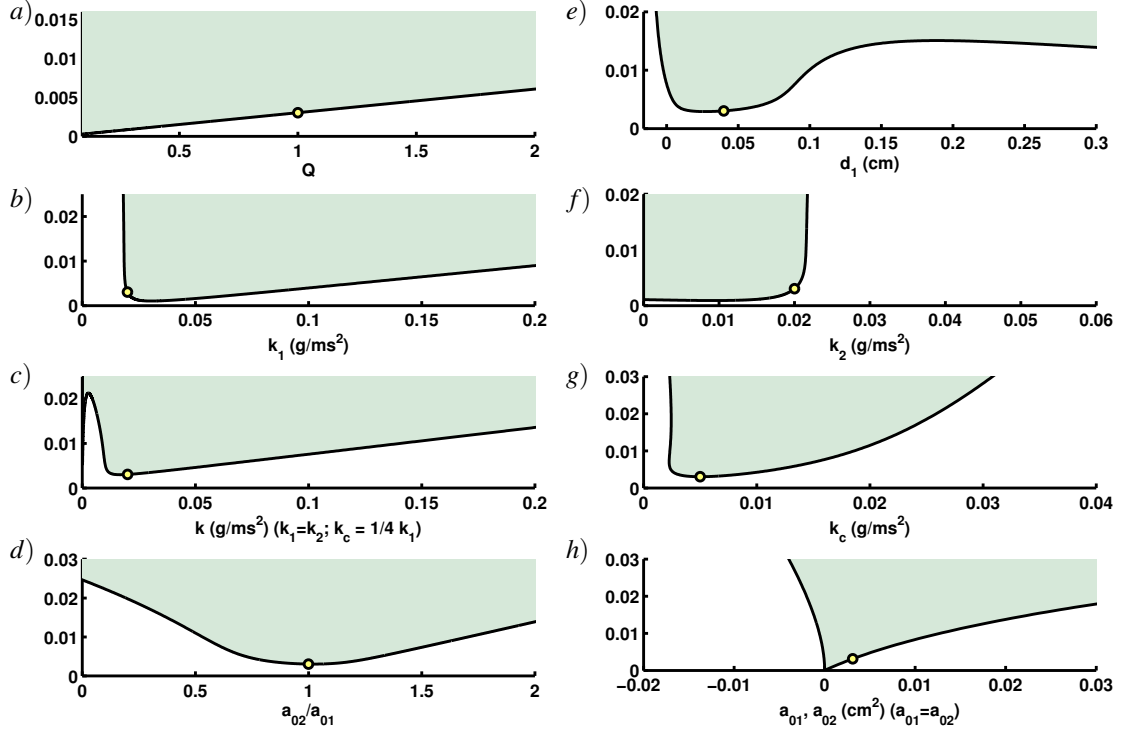 a)
0.015
0.01
0.005
0
0.5 1 1.5 2
Q
b)
0.02
0.01
0
0 0.05 0.1 0.15 0.2
k1 (g/ms2)
c)
0.02
0.01
0
0 0.05 0.1 0.15 0.2
k (g/ms2) (k1=k2; kc = 1/4 k1)
d)
0.03
0.02
0.01
0
0 0.5 1 1.5 2
a02/a01
e)
0.02
0.01
0
0 0.05 0.1 0.15 0.2 0.25 0.3
d1 (cm)
f)
0.02
0.01
0
0 0.01 0.02 0.03 0.04 0.05 0.06
k2 (g/ms2)
g)
0.03
0.02
0.01
0
0 0.01 0.02 0.03 0.04
kc (g/ms2)
h)
0.03
0.02
0.01
0
−0.02 −0.01 0 0.01 0.02 0.03
a01, a02 (cm2) (a01=a02)